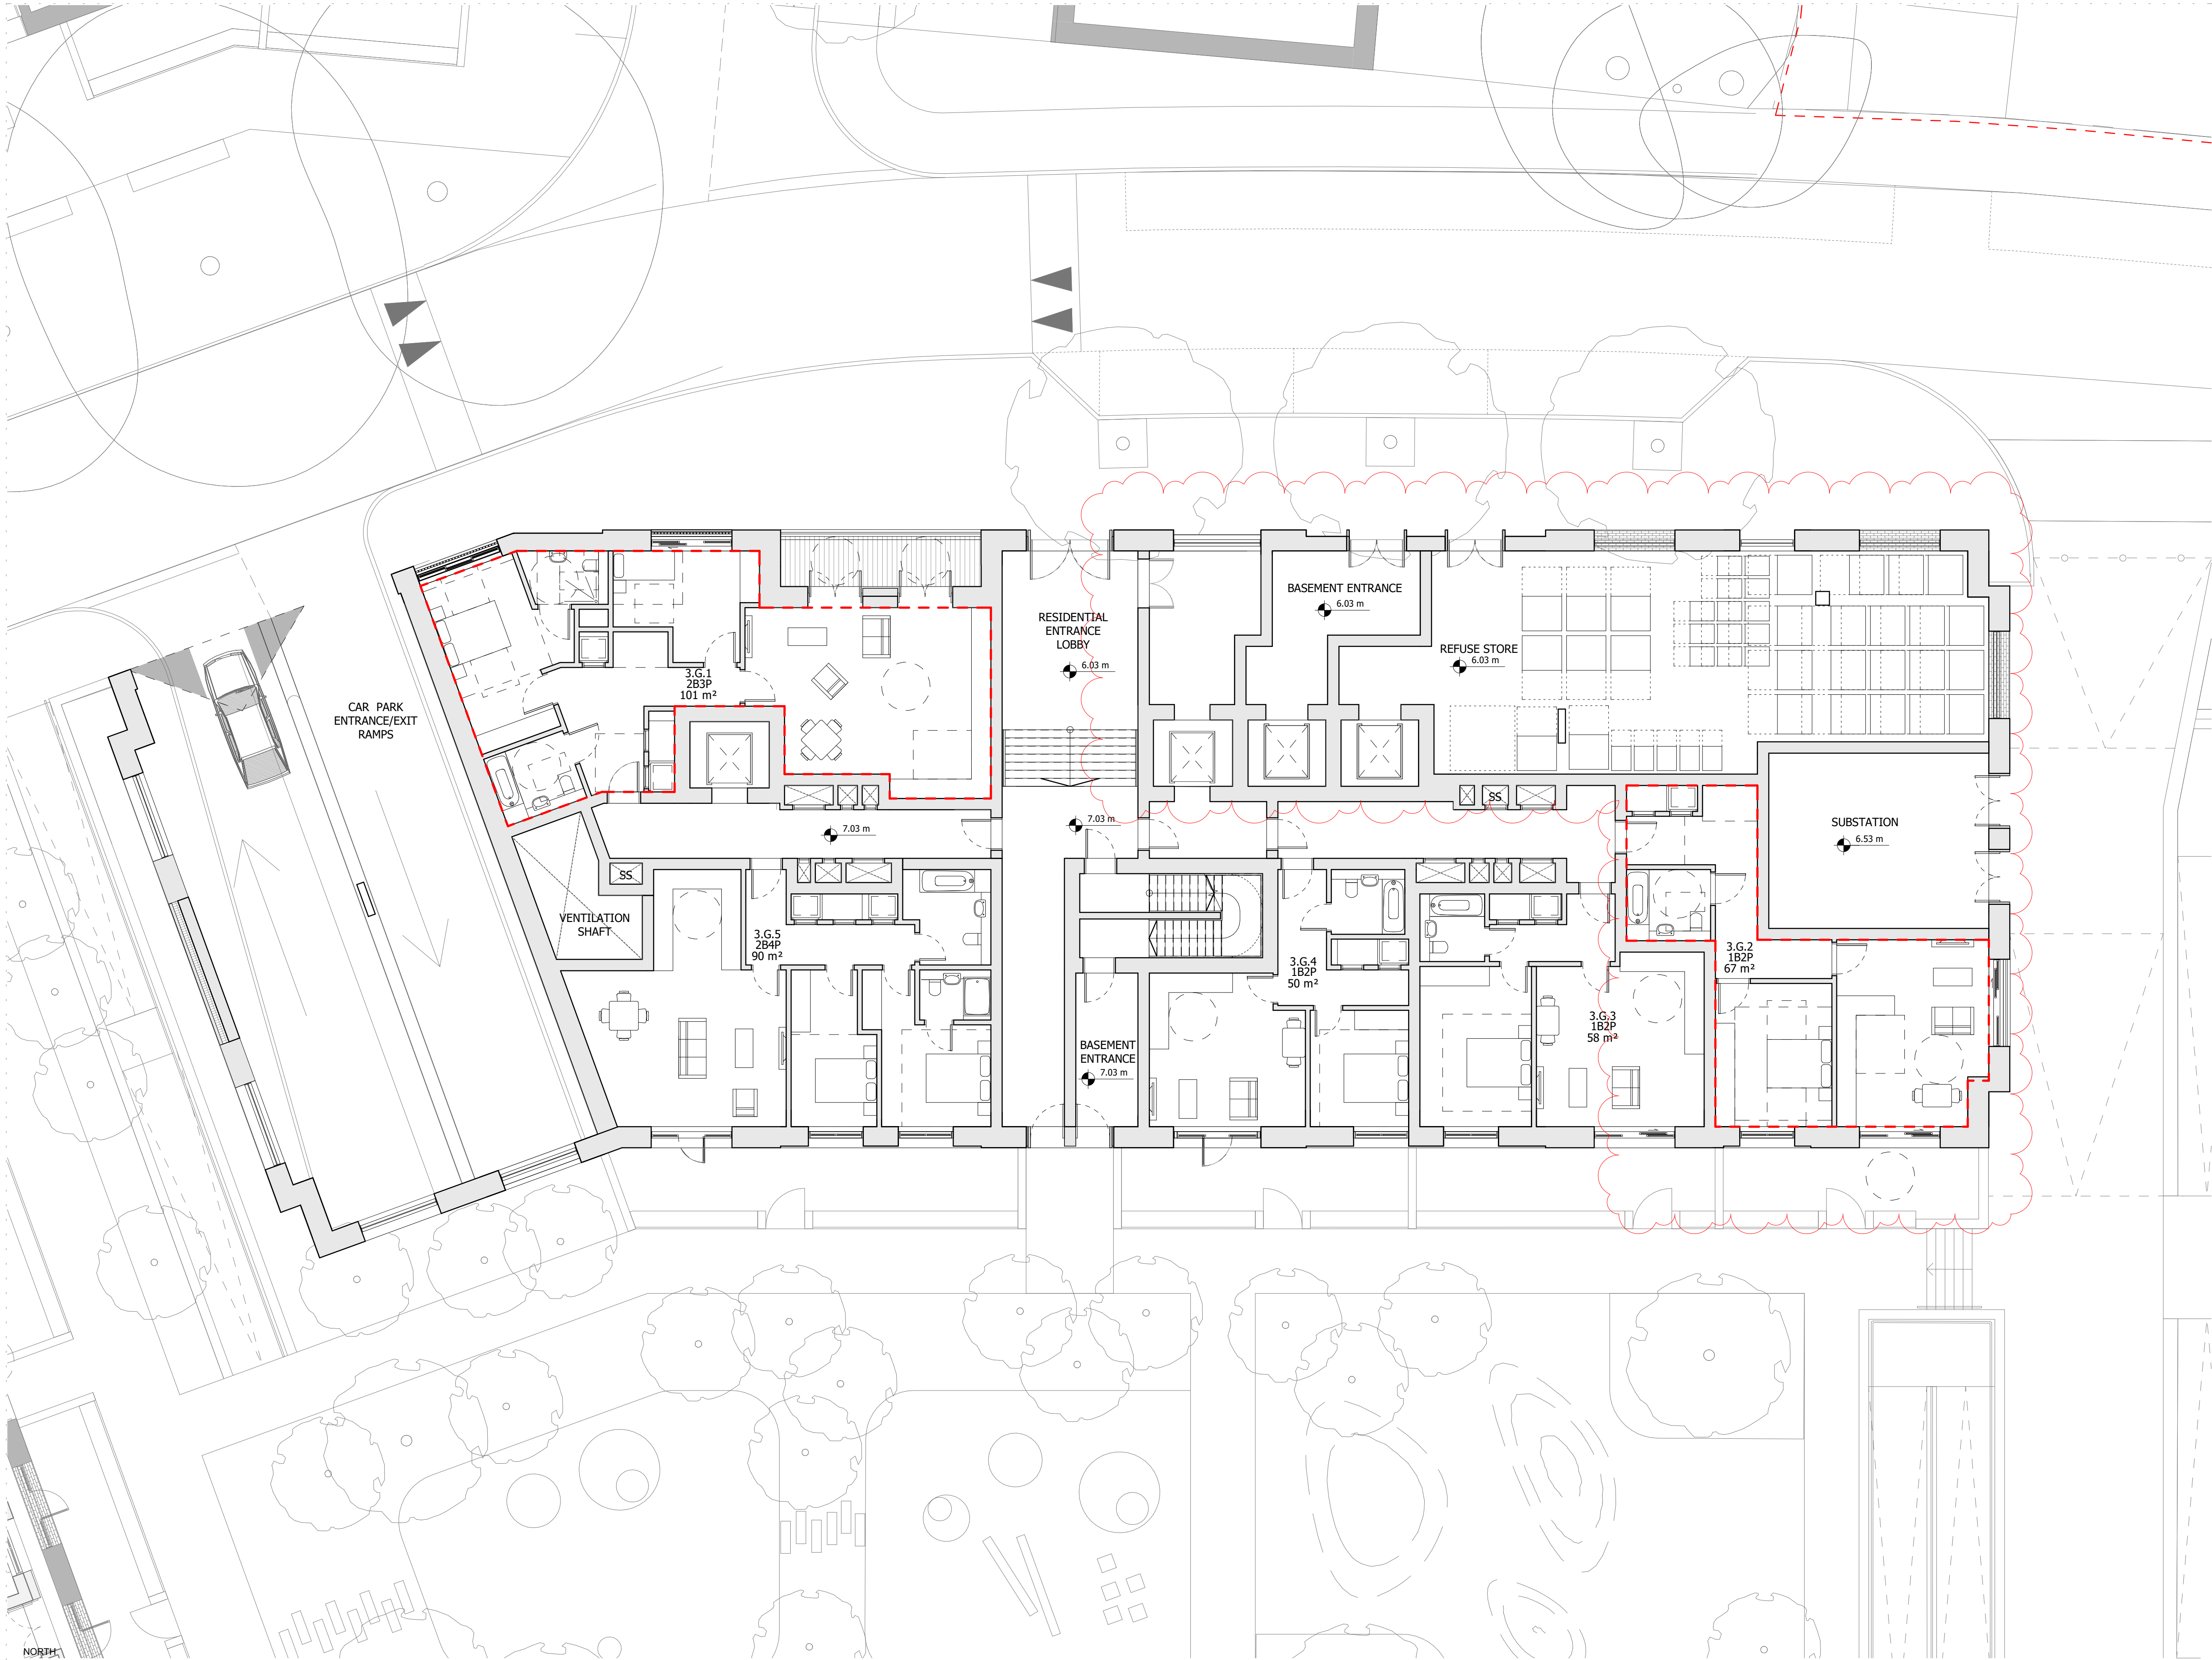 BASEMENT ENTRANCE
6.03 m
RESIDENTIAL
ENTRANCE
LOBBY
6.03 m
REFUSE STORE
6.03 m
3.G.1
2B3P
101 m²
CAR PARK
ENTRANCE/EXIT
RAMPS
SS
7.03 m
7.03 m
SUBSTATION
6.53 m
SS
VENTILATION
SHAFT
3.G.5
2B4P
90 m²
3.G.4
1B2P
50 m²
3.G.2
1B2P
67 m²
3.G.3
1B2P
58 m²
BASEMENT
ENTRANCE
7.03 m
NORTH